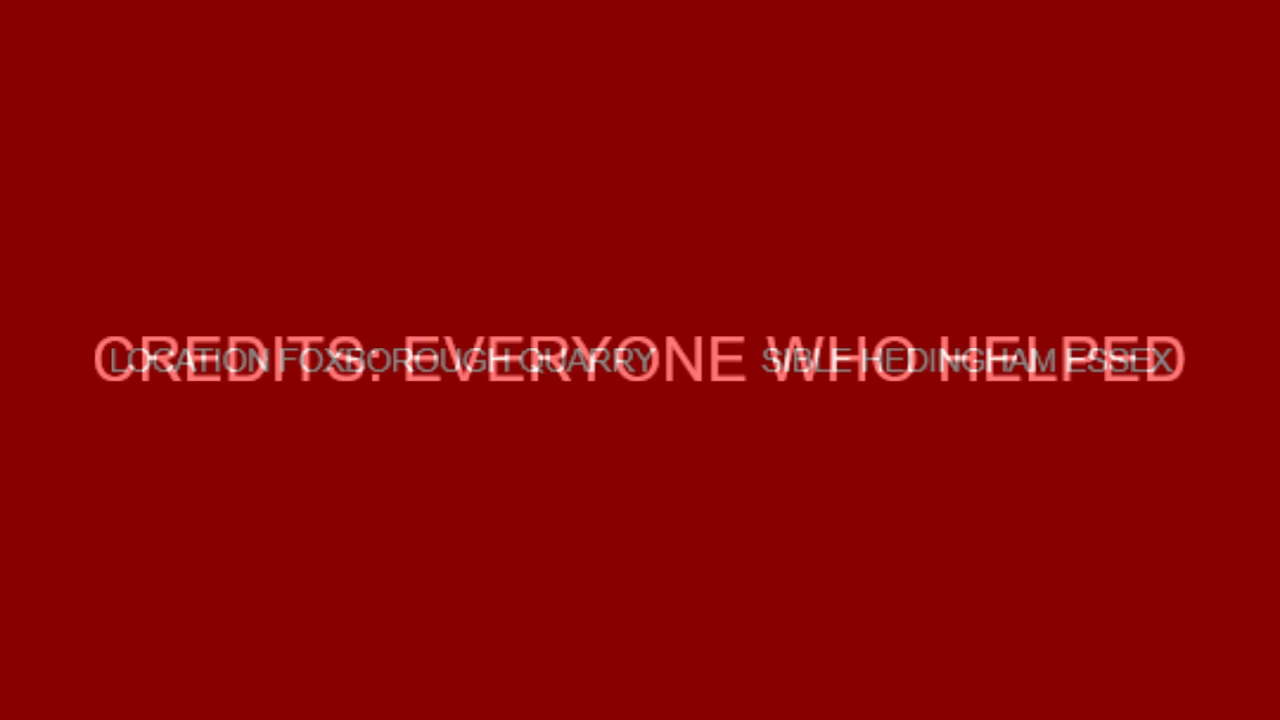 CREDITS: EVERYONE WHO HELPED
LOCATION FOXBOROUGH QUARRY SIBLE HEDINGHAM ESSEX